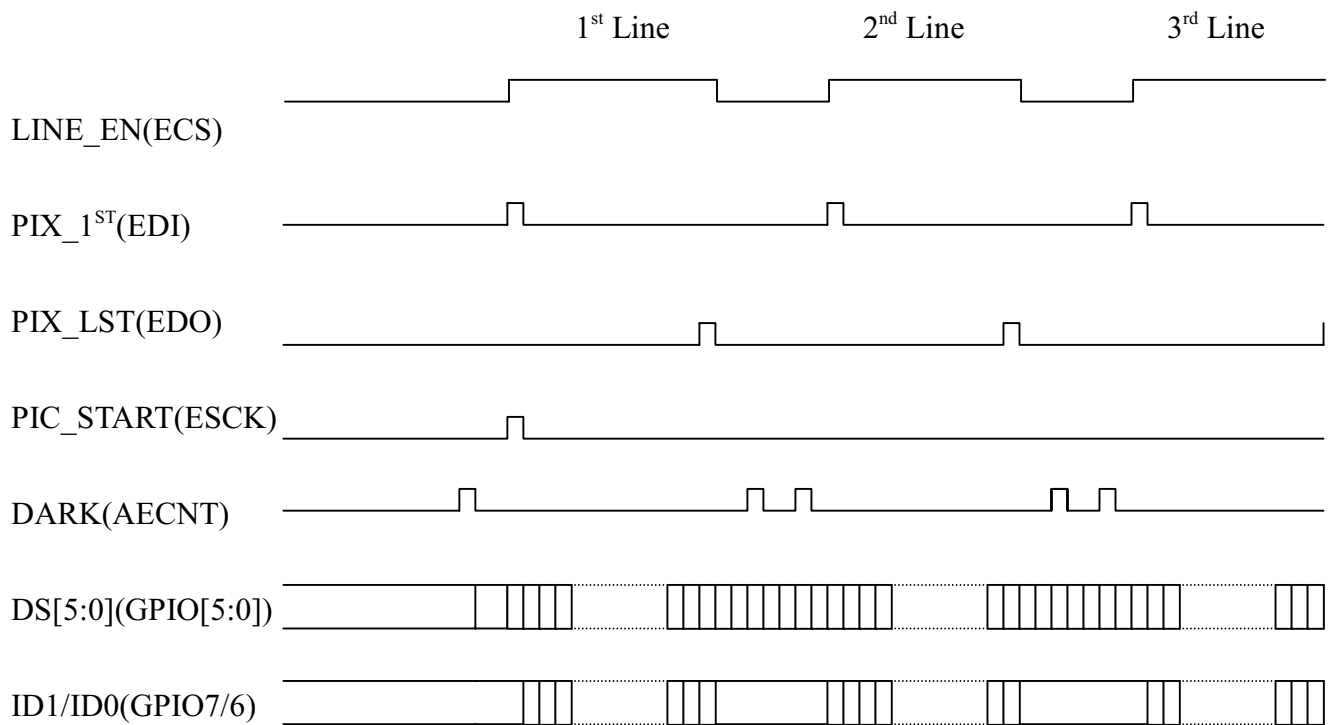 1st Line 2nd Line 3rd Line
LINE_EN(ECS)
PIX_1ST(EDI)
PIX_LST(EDO)
PIC_START(ESCK)
DARK(AECNT)
DS[5:0](GPIO[5:0])
ID1/ID0(GPIO7/6)